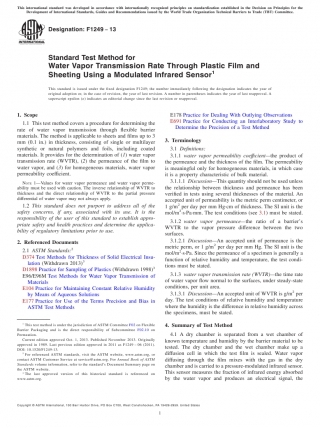 This international standard was developed in accordance with internationally recognized principles on standardization established in the Decision on Principles for the
Development of International Standards, Guides and Recommendations issued by the World Trade Organization Technical Barriers to Trade (TBT) Committee.
Designation: F1249 − 13
Standard Test Method for
Water Vapor Transmission Rate Through Plastic Film and
Sheeting Using a Modulated Infrared Sensor1
This standard is issued under the fixed designation F1249; the number immediately following the designation indicates the year of
original adoption or, in the case of revision, the year of last revision. A number in parentheses indicates the year of last reapproval. A
superscript epsilon (ε) indicates an editorial change since the last revision or reapproval.
1. Scope
1.1 This test method covers a procedure for determining the
rate of water vapor transmission through flexible barrier
materials. The method is applicable to sheets and films up to 3
mm (0.1 in.) in thickness, consisting of single or multilayer
synthetic or natural polymers and foils, including coated
materials. It provides for the determination of (1) water vapor
transmission rate (WVTR), (2) the permeance of the film to
water vapor, and (3) for homogeneous materials, water vapor
permeability coefficient.
NOTE 1—Values for water vapor permeance and water vapor perme-
ability must be used with caution. The inverse relationship of WVTR to
thickness and the direct relationship of WVTR to the partial pressure
differential of water vapor may not always apply.
1.2 This standard does not purport to address all of the
safety concerns, if any, associated with its use. It is the
responsibility of the user of this standard to establish appro-
priate safety and health practices and determine the applica-
bility of regulatory limitations prior to use.
2. Referenced Documents
2.1 ASTM Standards:2
D374 Test Methods for Thickness of Solid Electrical Insu-
lation (Withdrawn 2013)3
D1898 Practice for Sampling of Plastics (Withdrawn 1998)3
E96/E96M Test Methods for Water Vapor Transmission of
Materials
E104 Practice for Maintaining Constant Relative Humidity
by Means of Aqueous Solutions
E177 Practice for Use of the Terms Precision and Bias in
ASTM Test Methods
1 This test method is under the jurisdiction of ASTM Committee F02 on Flexible
Barrier Packaging and is the direct responsibility of Subcommittee F02.10 on
Permeation.
Current edition approved Oct. 1, 2013. Published November 2013. Originally
approved in 1989. Last previous edition approved in 2011 as F1249 – 06 (2011).
DOI: 10.1520/F1249-13.
2 For referenced ASTM standards, visit the ASTM website, www.astm.org, or
contact ASTM Customer Service at service@astm.org. For Annual Book of ASTM
Standards volume information, refer to the standard's Document Summary page on
the ASTM website.
3 The last approved version of this historical standard is referenced on
www.astm.org.
E178 Practice for Dealing With Outlying Observations
E691 Practice for Conducting an Interlaboratory Study to
Determine the Precision of a Test Method
3. Terminology
3.1 Definitions:
3.1.1 water vapor permeability coefficient—the product of
the permeance and the thickness of the film. The permeability
is meaningful only for homogeneous materials, in which case
it is a property characteristic of bulk material.
3.1.1.1 Discussion—This quantity should not be used unless
the relationship between thickness and permeance has been
verified in tests using several thicknesses of the material. An
accepted unit of permeability is the metric perm centimeter, or
1 g/m2 per day per mm Hg·cm of thickness. The SI unit is the
mol/m2·s·Pa·mm. The test conditions (see 3.1) must be stated.
3.1.2 water vapor permeance—the ratio of a barrier's
WVTR to the vapor pressure difference between the two
surfaces.
3.1.2.1 Discussion—An accepted unit of permeance is the
metric perm, or 1 g/m2 per day per mm Hg. The SI unit is the
mol/m2·s·Pa. Since the permeance of a specimen is generally a
function of relative humidity and temperature, the test condi-
tions must be stated.
3.1.3 water vapor transmission rate (WVTR)—the time rate
of water vapor flow normal to the surfaces, under steady-state
conditions, per unit area.
3.1.3.1 Discussion—An accepted unit of WVTR is g/m2 per
day. The test conditions of relative humidity and temperature
where the humidity is the difference in relative humidity across
the specimens, must be stated.
4. Summary of Test Method
4.1 A dry chamber is separated from a wet chamber of
known temperature and humidity by the barrier material to be
tested. The dry chamber and the wet chamber make up a
diffusion cell in which the test film is sealed. Water vapor
diffusing through the film mixes with the gas in the dry
chamber and is carried to a pressure-modulated infrared sensor.
This sensor measures the fraction of infrared energy absorbed
by the water vapor and produces an electrical signal, the
Copyright © ASTM International, 100 Barr Harbor Drive, PO Box C700, West Conshohocken, PA 19428-2959. United States
1